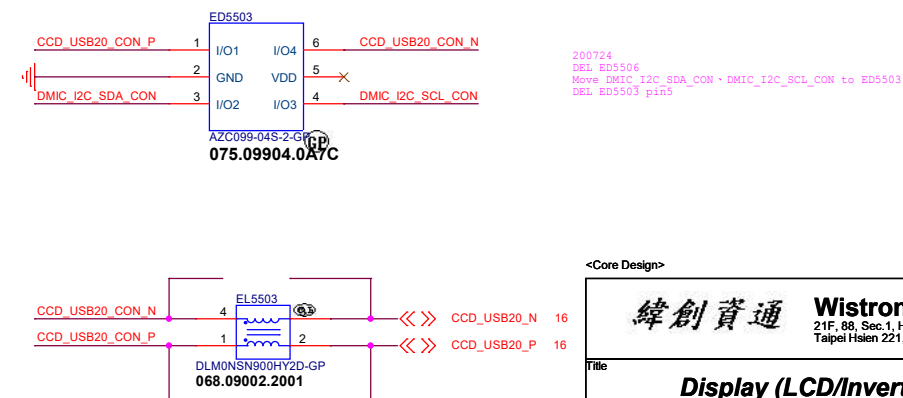 ED5503
CCD_USB20_CON_P 1 I/O1 I/O4 6 CCD_USB20_CON_N
2 GND VDD 5
DMIC_I2C_SDA_CON 3 I/O2 I/O3 4 DMIC_I2C_SCL_CON
AZC099-04S-2-GP
075.09904.0A7C
GP
200724
DEL ED5506
Move DMIC_I2C_SDA_CON、DMIC_I2C_SCL_CON to ED5503
DEL ED5503 pin5
EL5503
CCD_USB20_CON_N 4 CCD_USB20_N 16
CCD_USB20_CON_P 1 2 CCD_USB20_P 16
DLM0NSN900HY2D-GP
068.09002.2001
<Core Design>
緯創資通 Wistron
21F, 88, Sec.1, H
Taipei Hsien 221
Title
Display (LCD/Invert